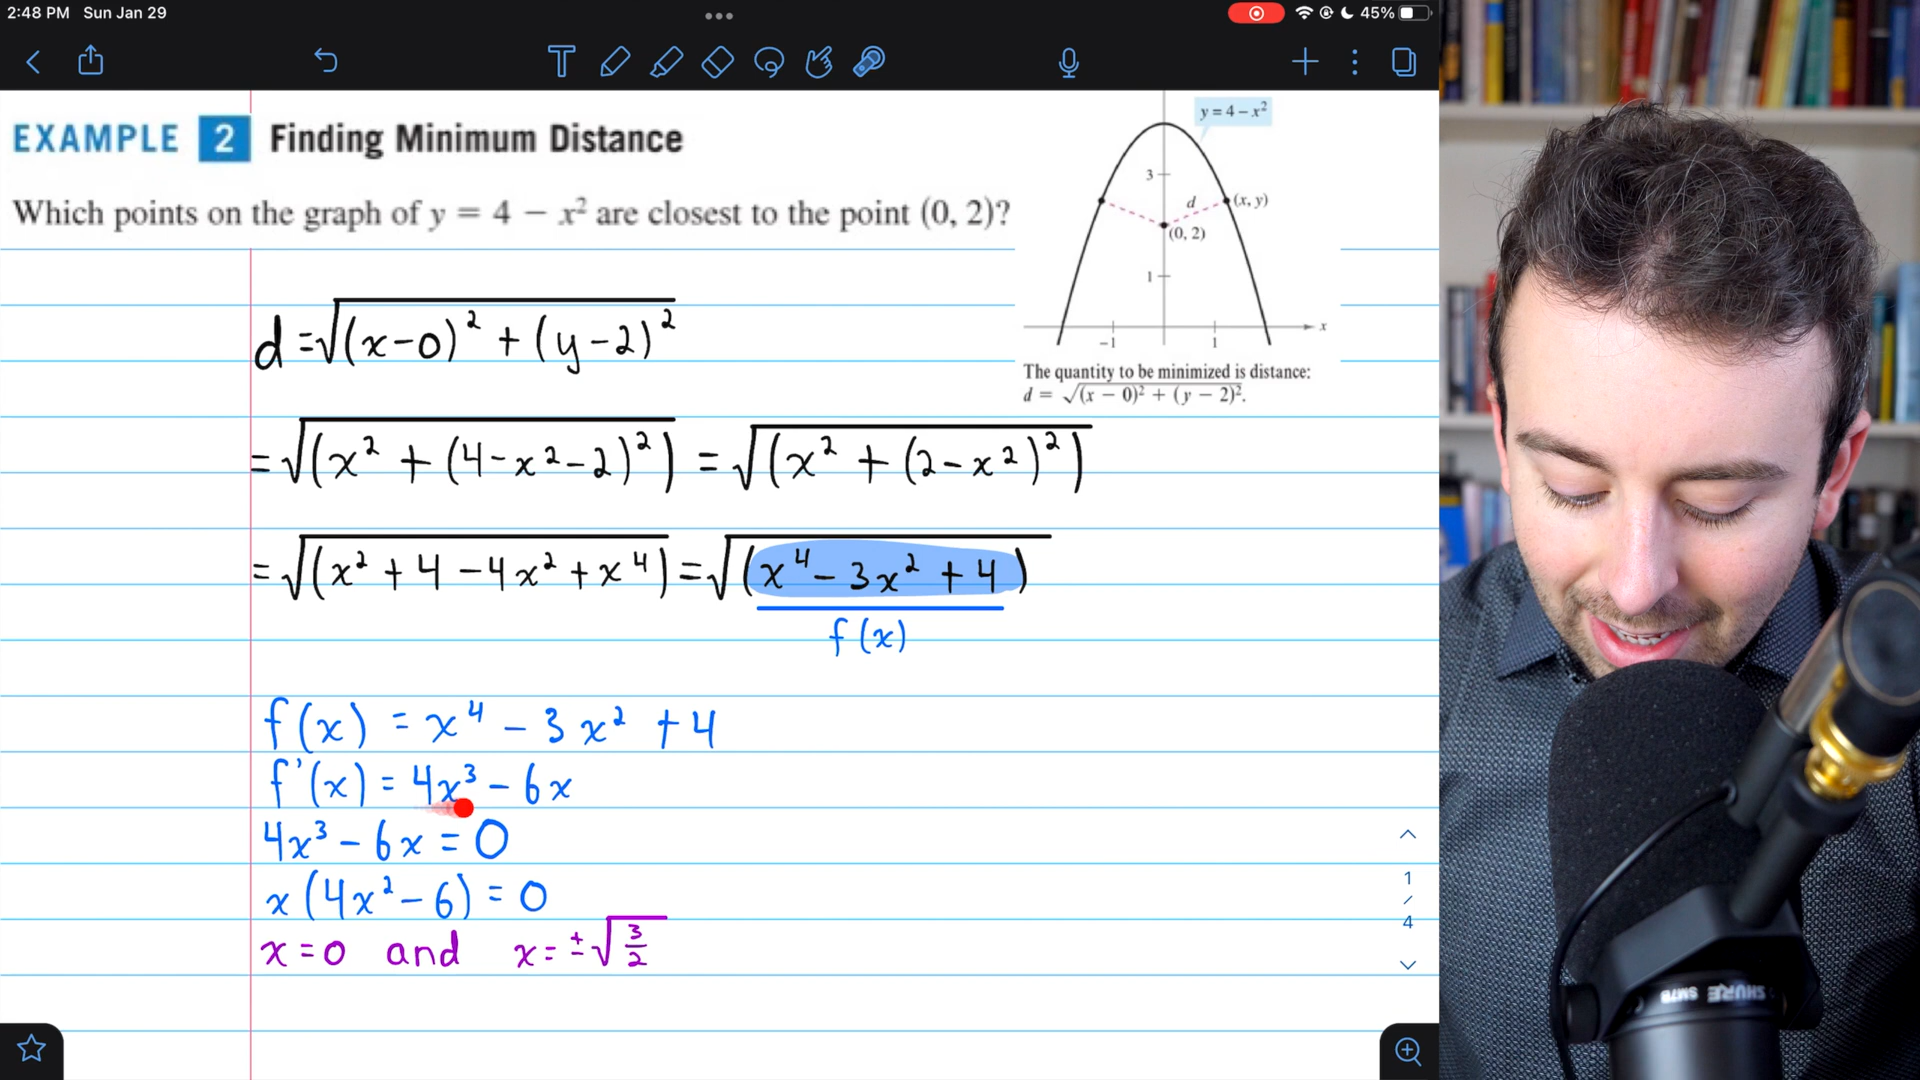 2:48 PM Sun Jan 29
45%
EXAMPLE 2 Finding Minimum Distance
Which points on the graph of y = 4 − x² are closest to the point (0, 2)?
y = 4 − x²
3
d
(x, y)
(0, 2)
1
−1
1
x
The quantity to be minimized is distance:
d = √(x − 0)² + (y − 2)².
d = √(x-0)² + (y-2)²
= √(x² + (4-x²-2)²) = √(x² + (2-x²)²)
= √(x² + 4 - 4x² + x⁴) = √(x⁴ - 3x² + 4)
f(x)
f(x) = x⁴ - 3x² + 4
f'(x) = 4x³ - 6x
4x³ - 6x = 0
x(4x² - 6) = 0
x = 0 and x = ±√3/2
1
/
4
SHURE SM7B